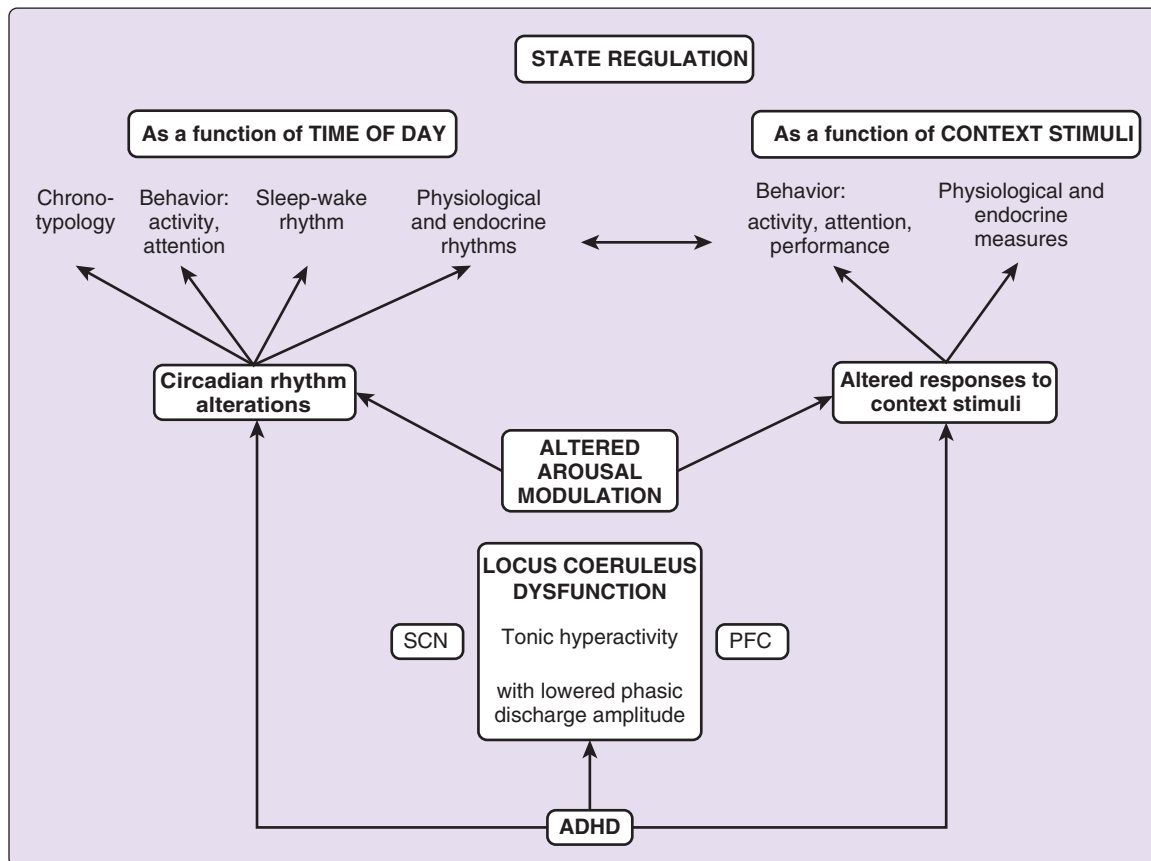 STATE REGULATION
As a function of TIME OF DAY
As a function of CONTEXT STIMULI
Chrono-
typology
Behavior:
activity,
attention
Sleep-wake
rhythm
Physiological
and endocrine
rhythms
Behavior:
activity, attention,
performance
Physiological and
endocrine
measures
Circadian rhythm
alterations
Altered responses to
context stimuli
ALTERED
AROUSAL
MODULATION
LOCUS COERULEUS
DYSFUNCTION
Tonic hyperactivity
with lowered phasic
discharge amplitude
SCN
PFC
ADHD